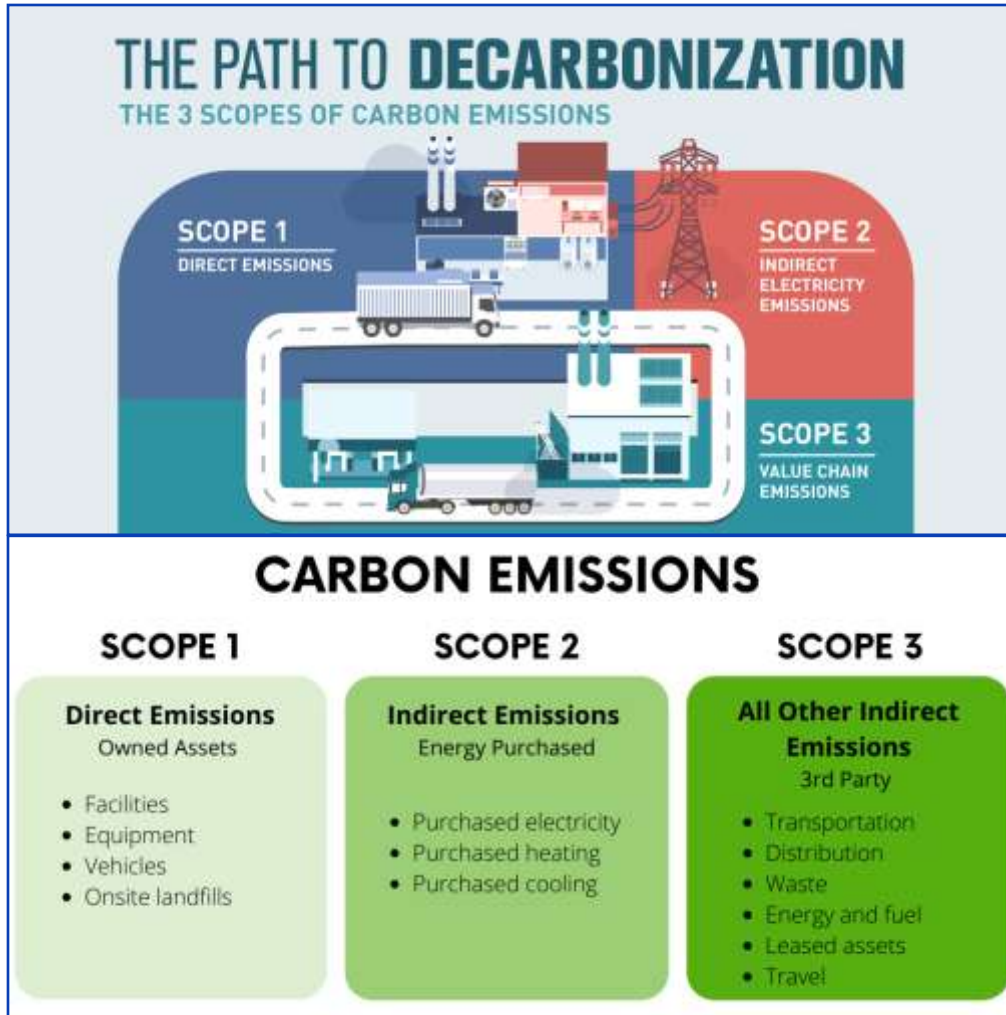 THE PATH TO DECARBONIZATION
THE 3 SCOPES OF CARBON EMISSIONS
SCOPE 1
DIRECT EMISSIONS
SCOPE 2
INDIRECT
ELECTRICITY
EMISSIONS
SCOPE 3
VALUE CHAIN
EMISSIONS
CARBON EMISSIONS
SCOPE 1
Direct Emissions
Owned Assets
• Facilities
• Equipment
• Vehicles
• Onsite landfills
SCOPE 2
Indirect Emissions
Energy Purchased
• Purchased electricity
• Purchased heating
• Purchased cooling
SCOPE 3
All Other Indirect
Emissions
3rd Party
• Transportation
• Distribution
• Waste
• Energy and fuel
• Leased assets
• Travel